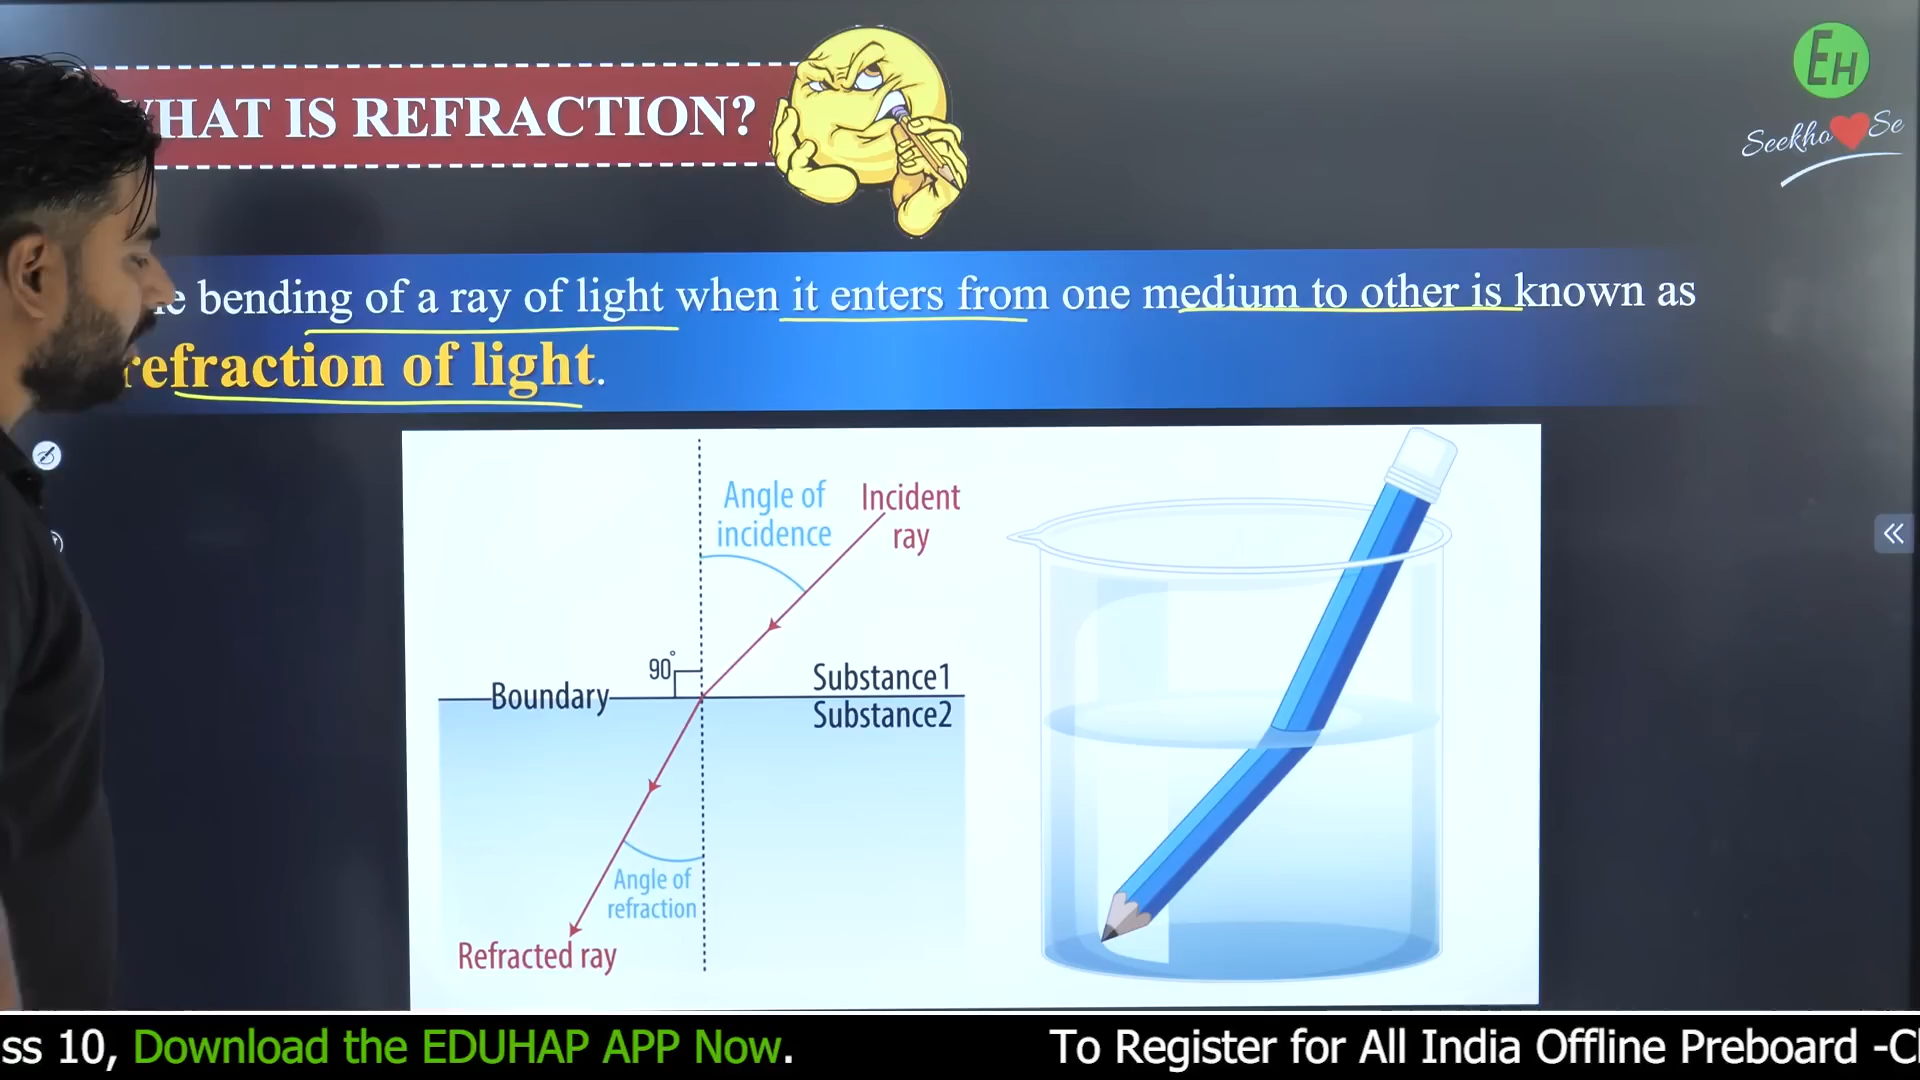 HAT IS REFRACTION?
EH
Seekho Se
bending of a ray of light when it enters from one medium to other is known as
refraction of light.
Angle of
incidence
Incident
ray
90°
Boundary
Substance1
Substance2
Angle of
refraction
Refracted ray
ss 10, Download the EDUHAP APP Now. To Register for All India Offline Preboard -Cl